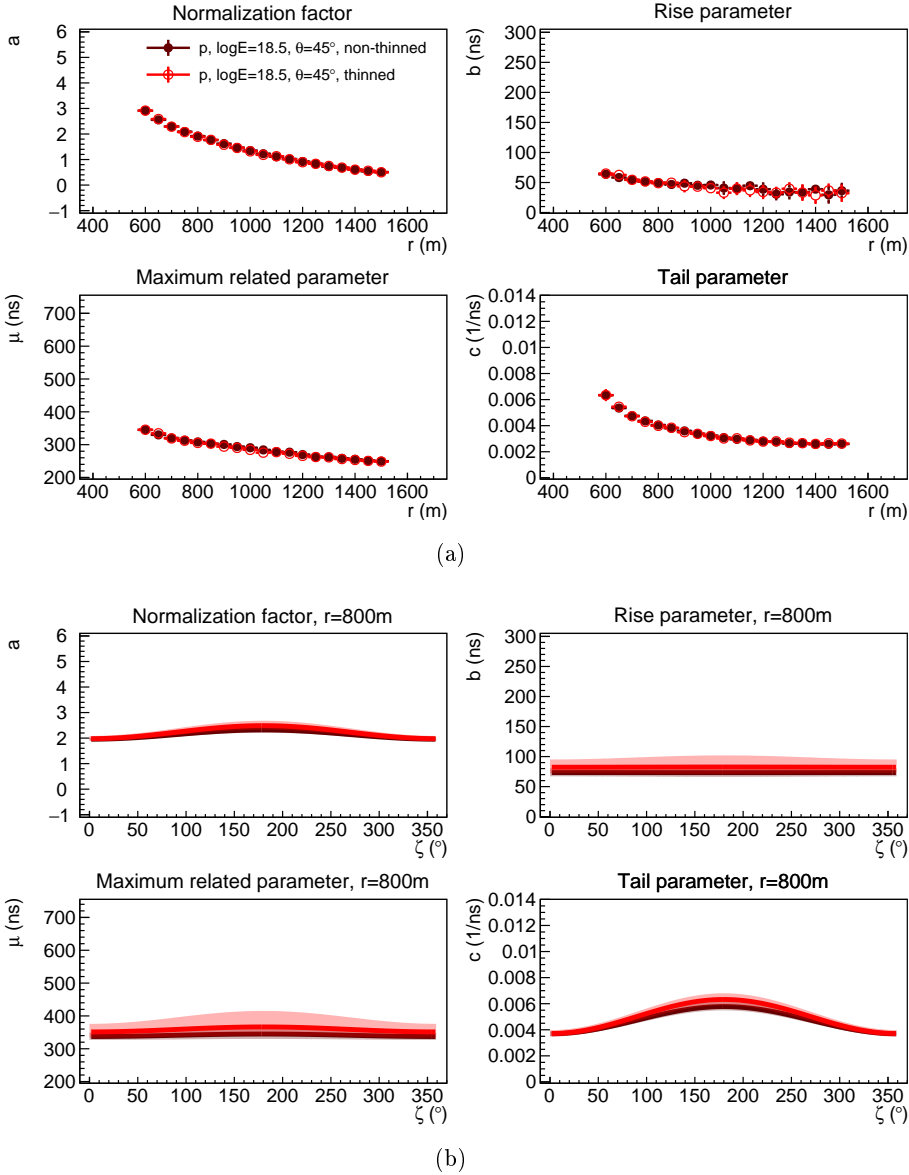 Normalization factor
a
6
5
4
3
2
1
0
−1
p, logE=18.5, θ=45°, non-thinned
p, logE=18.5, θ=45°, thinned
400 600 800 1000 1200 1400 1600
r (m)
Rise parameter
b (ns)
300
250
200
150
100
50
0
400 600 800 1000 1200 1400 1600
r (m)
Maximum related parameter
μ (ns)
700
600
500
400
300
200
400 600 800 1000 1200 1400 1600
r (m)
Tail parameter
c (1/ns)
0.014
0.012
0.01
0.008
0.006
0.004
0.002
0
400 600 800 1000 1200 1400 1600
r (m)
(a)
Normalization factor, r=800m
a
6
5
4
3
2
1
0
−1
0 50 100 150 200 250 300 350
ζ (°)
Rise parameter, r=800m
b (ns)
300
250
200
150
100
50
0
0 50 100 150 200 250 300 350
ζ (°)
Maximum related parameter, r=800m
μ (ns)
700
600
500
400
300
200
0 50 100 150 200 250 300 350
ζ (°)
Tail parameter, r=800m
c (1/ns)
0.014
0.012
0.01
0.008
0.006
0.004
0.002
0
0 50 100 150 200 250 300 350
ζ (°)
(b)